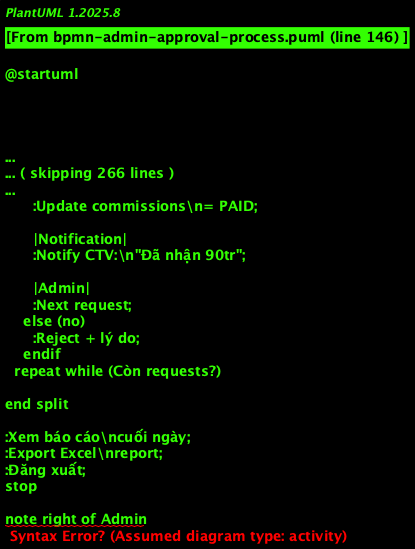 PlantUML 1.2025.8
[From bpmn-admin-approval-process.puml (line 146) ]
@startuml
...
... ( skipping 266 lines )
...
:Update commissions\n= PAID;
|Notification|
:Notify CTV:\n"Đã nhận 90tr";
|Admin|
:Next request;
else (no)
:Reject + lý do;
endif
repeat while (Còn requests?)
end split
:Xem báo cáo\ncuối ngày;
:Export Excel\nreport;
:Đăng xuất;
stop
note right of Admin
Syntax Error? (Assumed diagram type: activity)